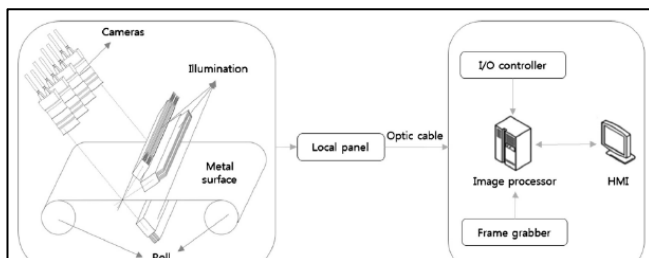 Cameras
Illumination
Metal
surface
Roll
Local panel
Optic cable
I/O controller
Image processor
HMI
Frame grabber